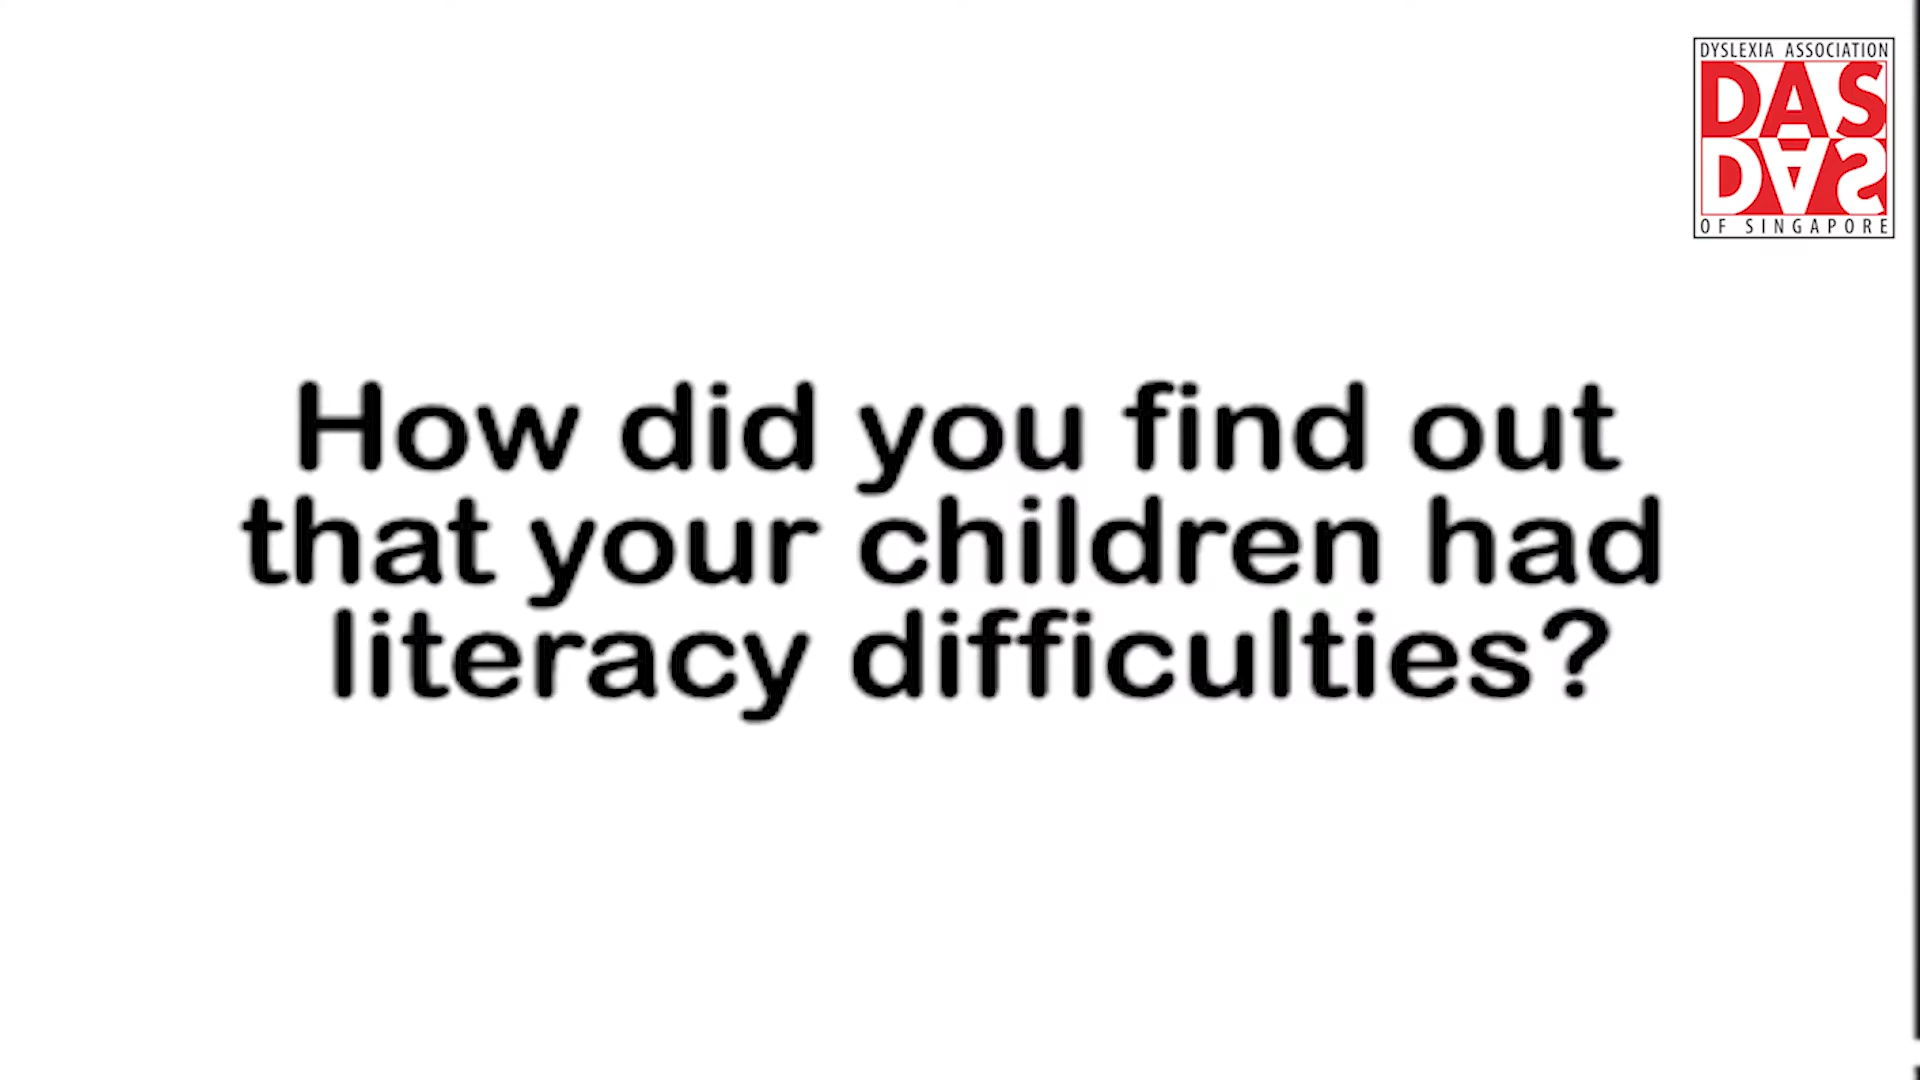 DYSLEXIA ASSOCIATION
DAS
DAS
OF SINGAPORE
How did you find out
that your children had
literacy difficulties?